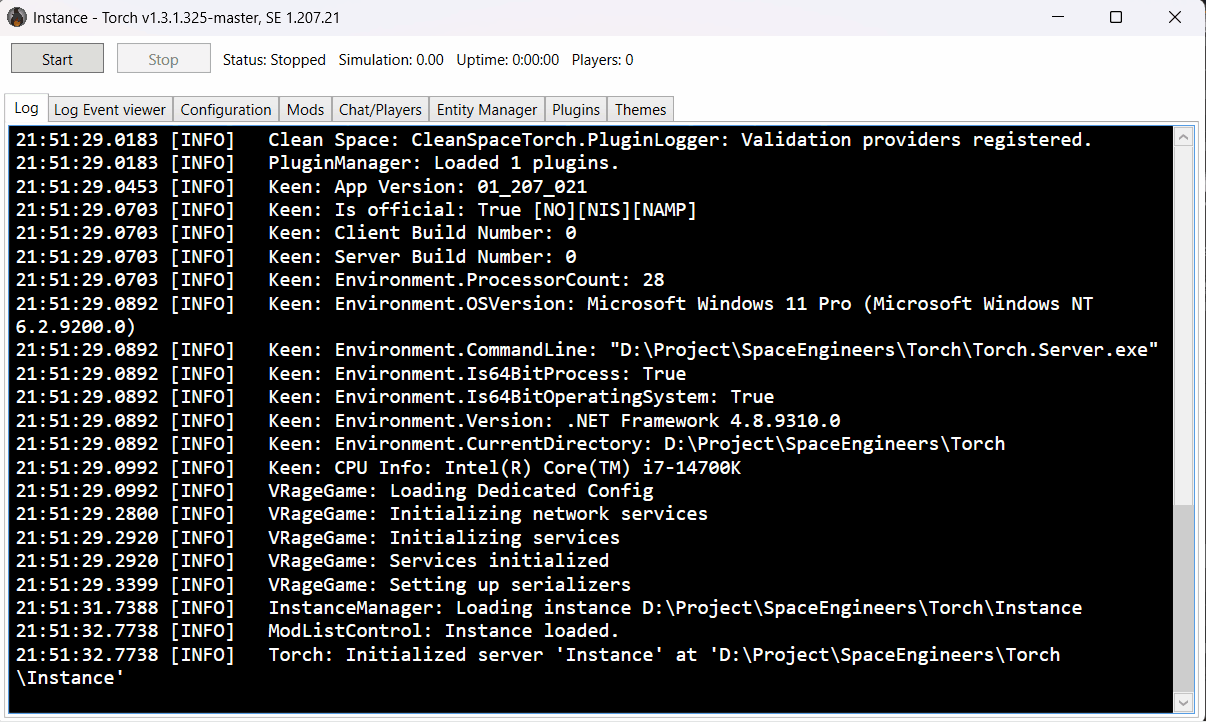 Instance - Torch v1.3.1.325-master, SE 1.207.21
Start Stop Status: Stopped Simulation: 0.00 Uptime: 0:00:00 Players: 0
Log Log Event viewer Configuration Mods Chat/Players Entity Manager Plugins Themes
21:51:29.0183 [INFO] Clean Space: CleanSpaceTorch.PluginLogger: Validation providers registered.
21:51:29.0183 [INFO] PluginManager: Loaded 1 plugins.
21:51:29.0453 [INFO] Keen: App Version: 01_207_021
21:51:29.0703 [INFO] Keen: Is official: True [NO][NIS][NAMP]
21:51:29.0703 [INFO] Keen: Client Build Number: 0
21:51:29.0703 [INFO] Keen: Server Build Number: 0
21:51:29.0703 [INFO] Keen: Environment.ProcessorCount: 28
21:51:29.0892 [INFO] Keen: Environment.OSVersion: Microsoft Windows 11 Pro (Microsoft Windows NT
6.2.9200.0)
21:51:29.0892 [INFO] Keen: Environment.CommandLine: "D:\Project\SpaceEngineers\Torch\Torch.Server.exe"
21:51:29.0892 [INFO] Keen: Environment.Is64BitProcess: True
21:51:29.0892 [INFO] Keen: Environment.Is64BitOperatingSystem: True
21:51:29.0892 [INFO] Keen: Environment.Version: .NET Framework 4.8.9310.0
21:51:29.0892 [INFO] Keen: Environment.CurrentDirectory: D:\Project\SpaceEngineers\Torch
21:51:29.0992 [INFO] Keen: CPU Info: Intel(R) Core(TM) i7-14700K
21:51:29.0992 [INFO] VRageGame: Loading Dedicated Config
21:51:29.2800 [INFO] VRageGame: Initializing network services
21:51:29.2920 [INFO] VRageGame: Initializing services
21:51:29.2920 [INFO] VRageGame: Services initialized
21:51:29.3399 [INFO] VRageGame: Setting up serializers
21:51:31.7388 [INFO] InstanceManager: Loading instance D:\Project\SpaceEngineers\Torch\Instance
21:51:32.7738 [INFO] ModListControl: Instance loaded.
21:51:32.7738 [INFO] Torch: Initialized server 'Instance' at 'D:\Project\SpaceEngineers\Torch
\Instance'